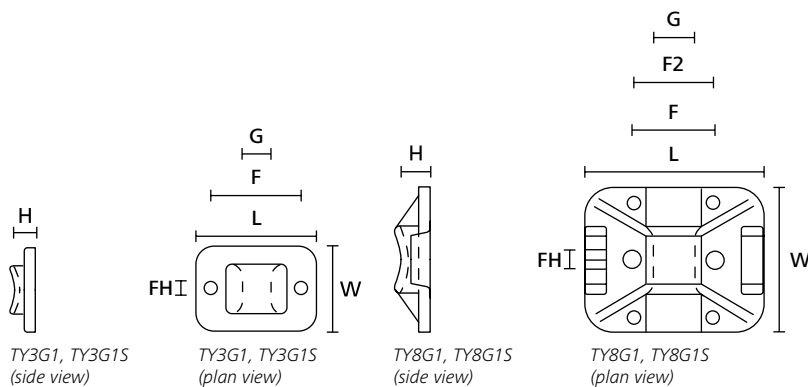 H
TY3G1, TY3G1S
(side view)
G
F
L
FH
W
TY3G1, TY3G1S
(plan view)
H
TY8G1, TY8G1S
(side view)
G
F2
F
L
FH
W
TY8G1, TY8G1S
(plan view)